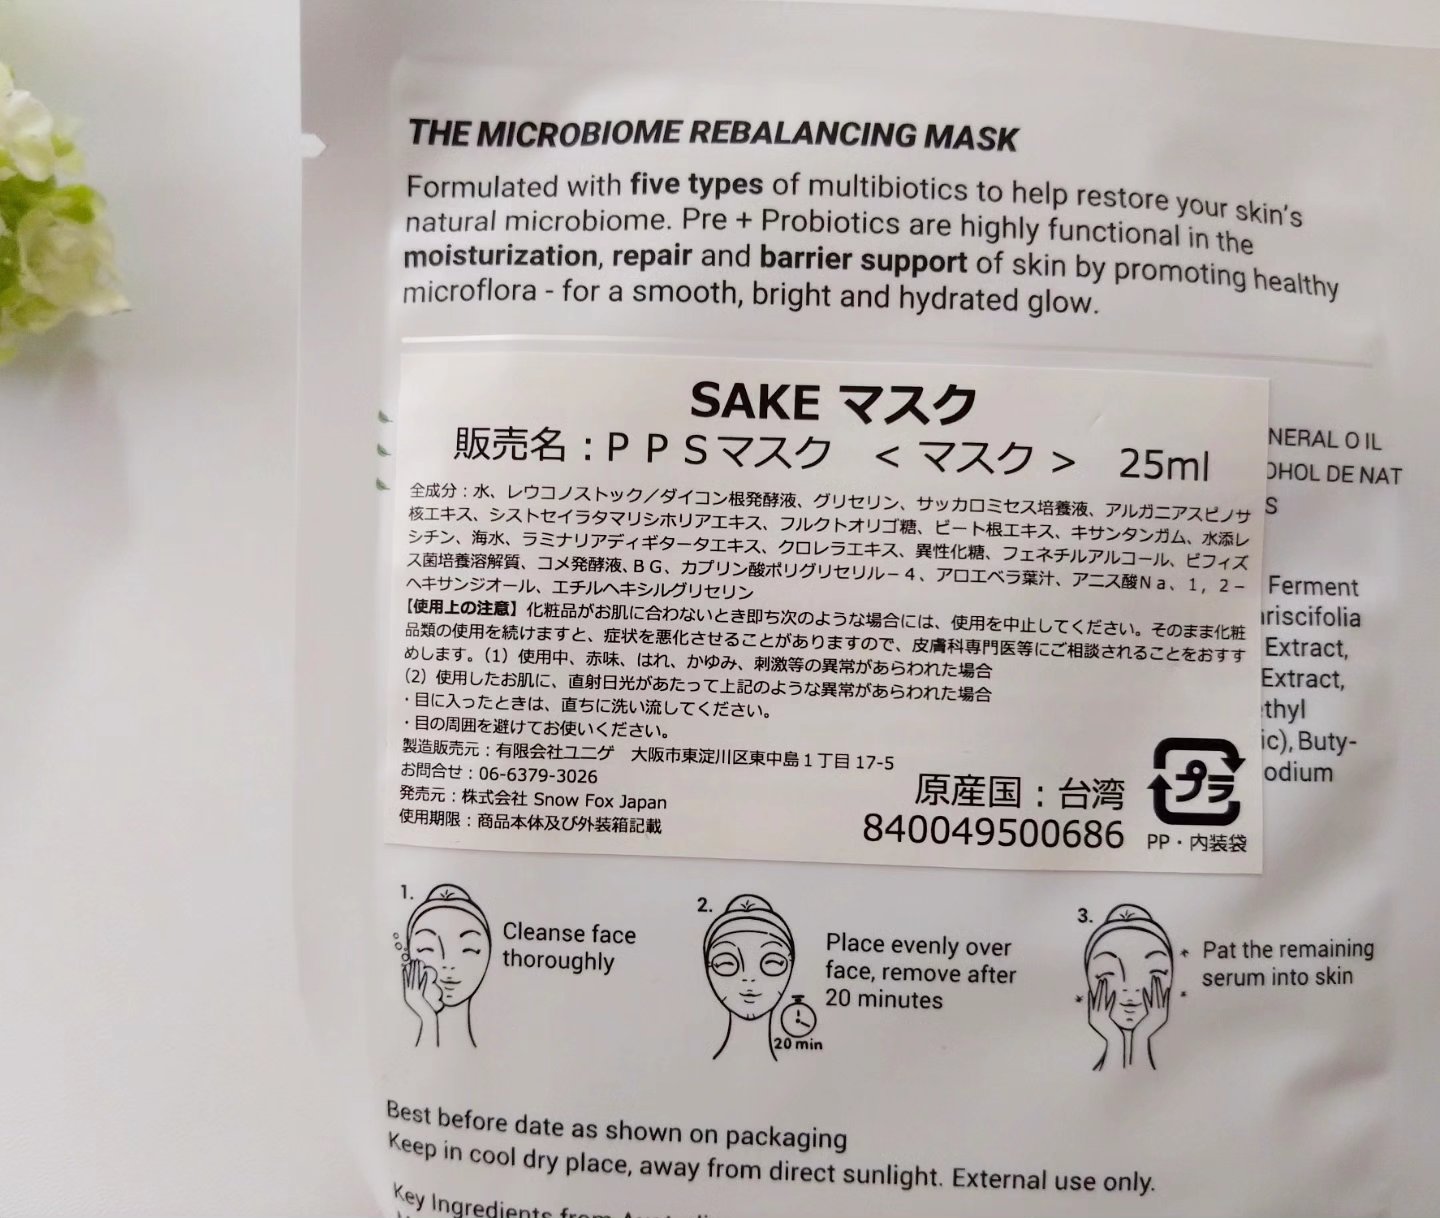 THE MICROBIOME REBALANCING MASK
Formulated with five types of multibiotics to help restore your skin's
natural microbiome. Pre + Probiotics are highly functional in the
moisturization, repair and barrier support of skin by promoting healthy
microflora - for a smooth, bright and hydrated glow.
SAKE マスク
販売名：ＰＰＳマスク ＜マスク＞ 25ml
全成分：水、レウコノストック／ダイコン根発酵液、グリセリン、サッカロミセス培養液、アルガニアスピノサ
核エキス、シストセイラタマリシホリアエキス、フルクトオリゴ糖、ビート根エキス、キサンタンガム、水添レ
シチン、海水、ラミナリアディギタータエキス、クロレラエキス、異性化糖、フェネチルアルコール、ビフィズ
ス菌培養溶解質、コメ発酵液、ＢＧ、カプリン酸ポリグリセリル－４、アロエベラ葉汁、アニス酸Ｎａ、１，２－
ヘキサンジオール、エチルヘキシルグリセリン
【使用上の注意】化粧品がお肌に合わないとき即ち次のような場合には、使用を中止してください。そのまま化粧
品類の使用を続けますと、症状を悪化させることがありますので、皮膚科専門医等にご相談されることをおすす
めします。（1）使用中、赤味、はれ、かゆみ、刺激等の異常があらわれた場合
（2）使用したお肌に、直射日光があたって上記のような異常があらわれた場合
・目に入ったときは、直ちに洗い流してください。
・目の周囲を避けてお使いください。
製造販売元：有限会社ユニゲ 大阪市東淀川区東中島１丁目 17-5
お問合せ：06-6379-3026
発売元：株式会社 Snow Fox Japan
使用期限：商品本体及び外装箱記載
原産国：台湾
840049500686
プラ
PP・内装袋
NERAL OIL
OHOL DENAT
S
Ferment
ariscifolia
Extract,
Extract,
thyl
ic), Buty-
odium
1.
Cleanse face
thoroughly
2.
Place evenly over
face, remove after
20 minutes
20 min
3.
Pat the remaining
serum into skin
Best before date as shown on packaging
Keep in cool dry place, away from direct sunlight. External use only.
Key Ingredients from